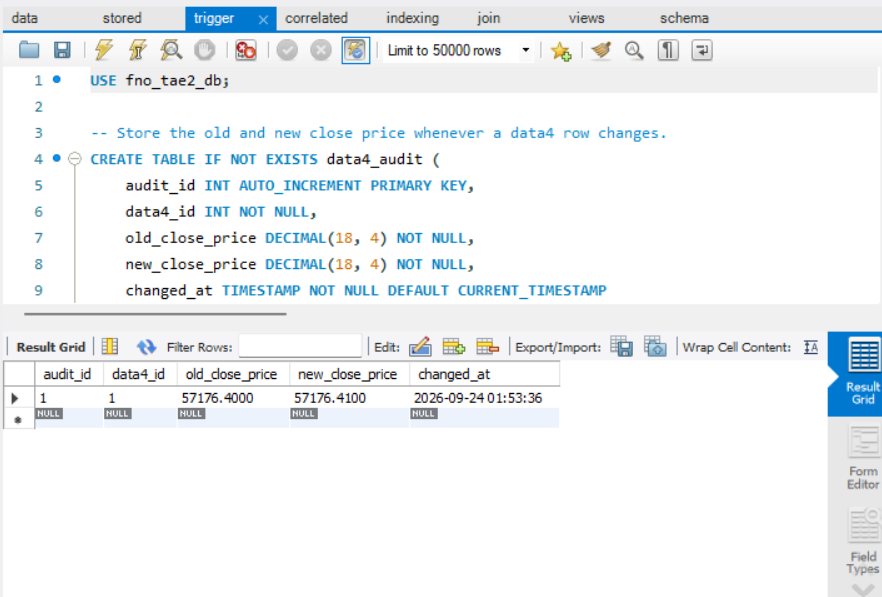 data stored trigger × correlated indexing join views schema
Limit to 50000 rows
1 USE fno_tae2_db;
2
3 -- Store the old and new close price whenever a data4 row changes.
4 CREATE TABLE IF NOT EXISTS data4_audit (
5 audit_id INT AUTO_INCREMENT PRIMARY KEY,
6 data4_id INT NOT NULL,
7 old_close_price DECIMAL(18, 4) NOT NULL,
8 new_close_price DECIMAL(18, 4) NOT NULL,
9 changed_at TIMESTAMP NOT NULL DEFAULT CURRENT_TIMESTAMP
Result Grid Filter Rows: Edit: Export/Import: Wrap Cell Content: IA
audit_id data4_id old_close_price new_close_price changed_at
1 1 57176.4000 57176.4100 2026-09-24 01:53:36
NULL NULL NULL NULL NULL
Result
Grid
Form
Editor
Field
Types